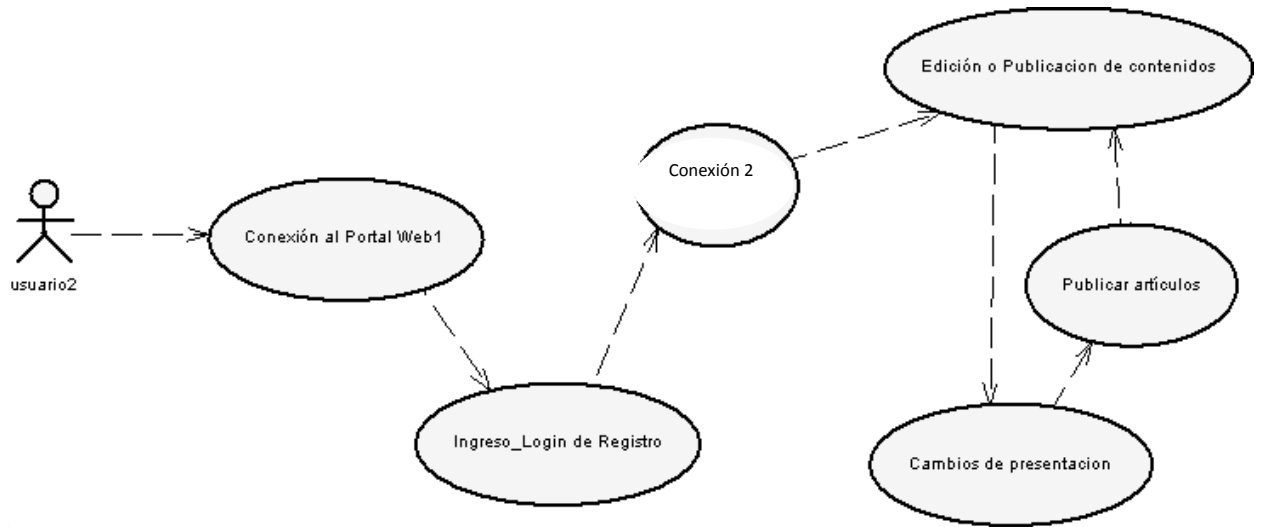 usuario2
Conexión al Portal Web1
Ingreso_Login de Registro
Conexión 2
Edición o Publicacion de contenidos
Cambios de presentacion
Publicar artículos